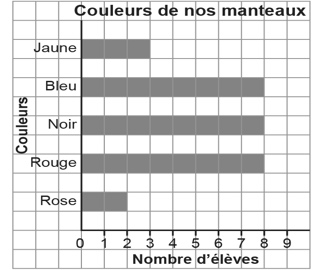 Couleurs de nos manteaux
Couleurs
Jaune
Bleu
Noir
Rouge
Rose
0 1 2 3 4 5 6 7 8 9
Nombre d'élèves